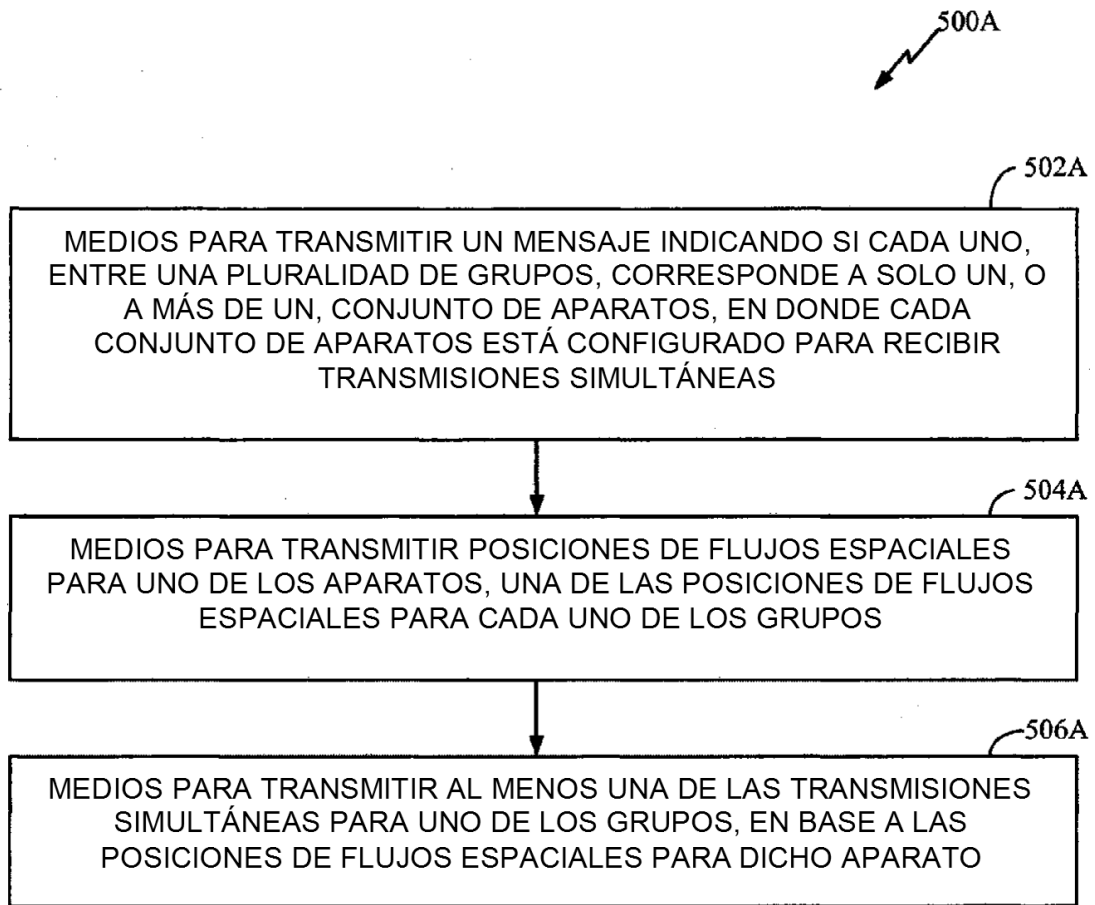 500A
502A
MEDIOS PARA TRANSMITIR UN MENSAJE INDICANDO SI CADA UNO,
ENTRE UNA PLURALIDAD DE GRUPOS, CORRESPONDE A SOLO UN, O
A MÁS DE UN, CONJUNTO DE APARATOS, EN DONDE CADA
CONJUNTO DE APARATOS ESTÁ CONFIGURADO PARA RECIBIR
TRANSMISIONES SIMULTÁNEAS
504A
MEDIOS PARA TRANSMITIR POSICIONES DE FLUJOS ESPACIALES
PARA UNO DE LOS APARATOS, UNA DE LAS POSICIONES DE FLUJOS
ESPACIALES PARA CADA UNO DE LOS GRUPOS
506A
MEDIOS PARA TRANSMITIR AL MENOS UNA DE LAS TRANSMISIONES
SIMULTÁNEAS PARA UNO DE LOS GRUPOS, EN BASE A LAS
POSICIONES DE FLUJOS ESPACIALES PARA DICHO APARATO